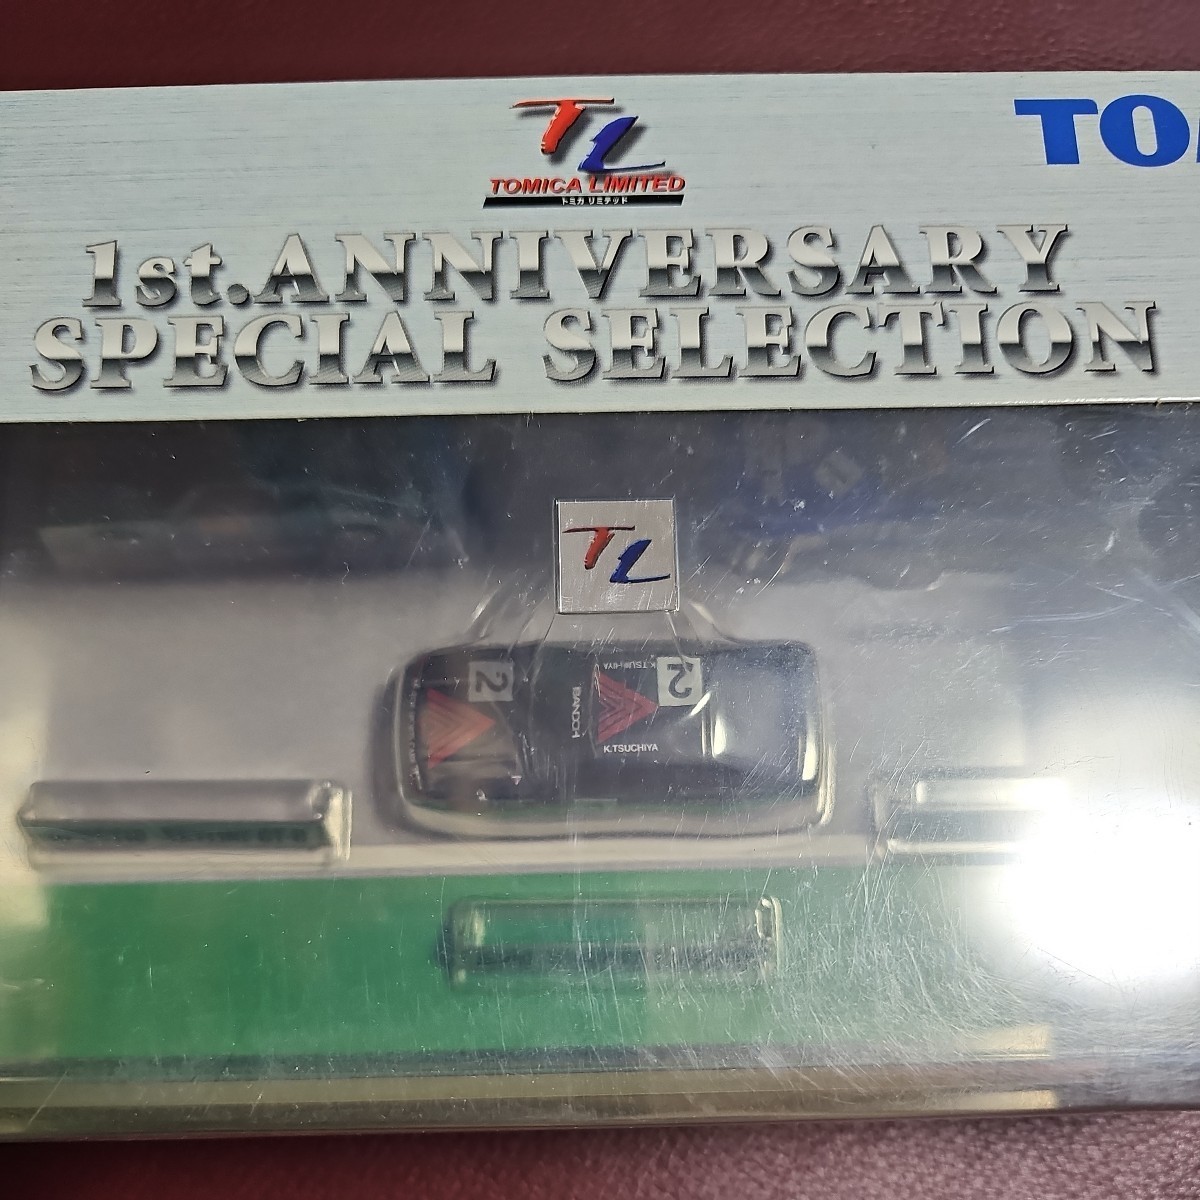 TL
TOMICA LIMITED
トミカ リミテッド
TO
1st.ANNIVERSARY
SPECIAL SELECTION
TL
2
2
BANDOH
K.TSUCHIYA